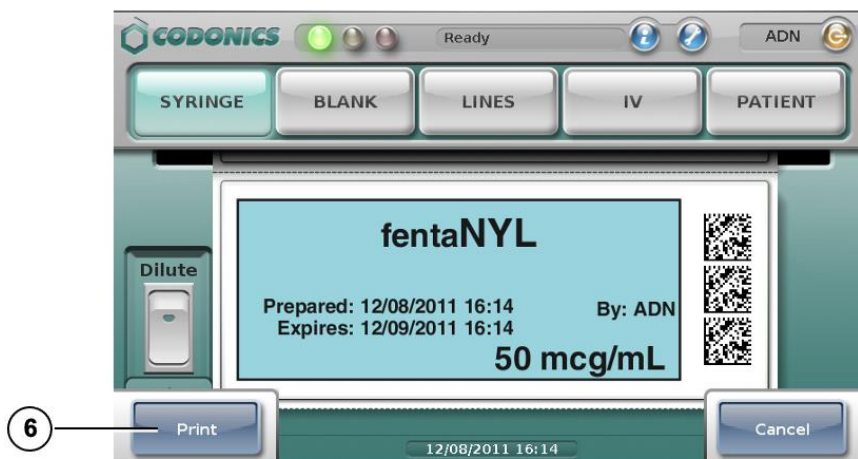 CODONICS Ready ADN
SYRINGE BLANK LINES IV PATIENT
fentaNYL
Dilute
Prepared: 12/08/2011 16:14 By: ADN
Expires: 12/09/2011 16:14
50 mcg/mL
6 Print Cancel
12/08/2011 16:14